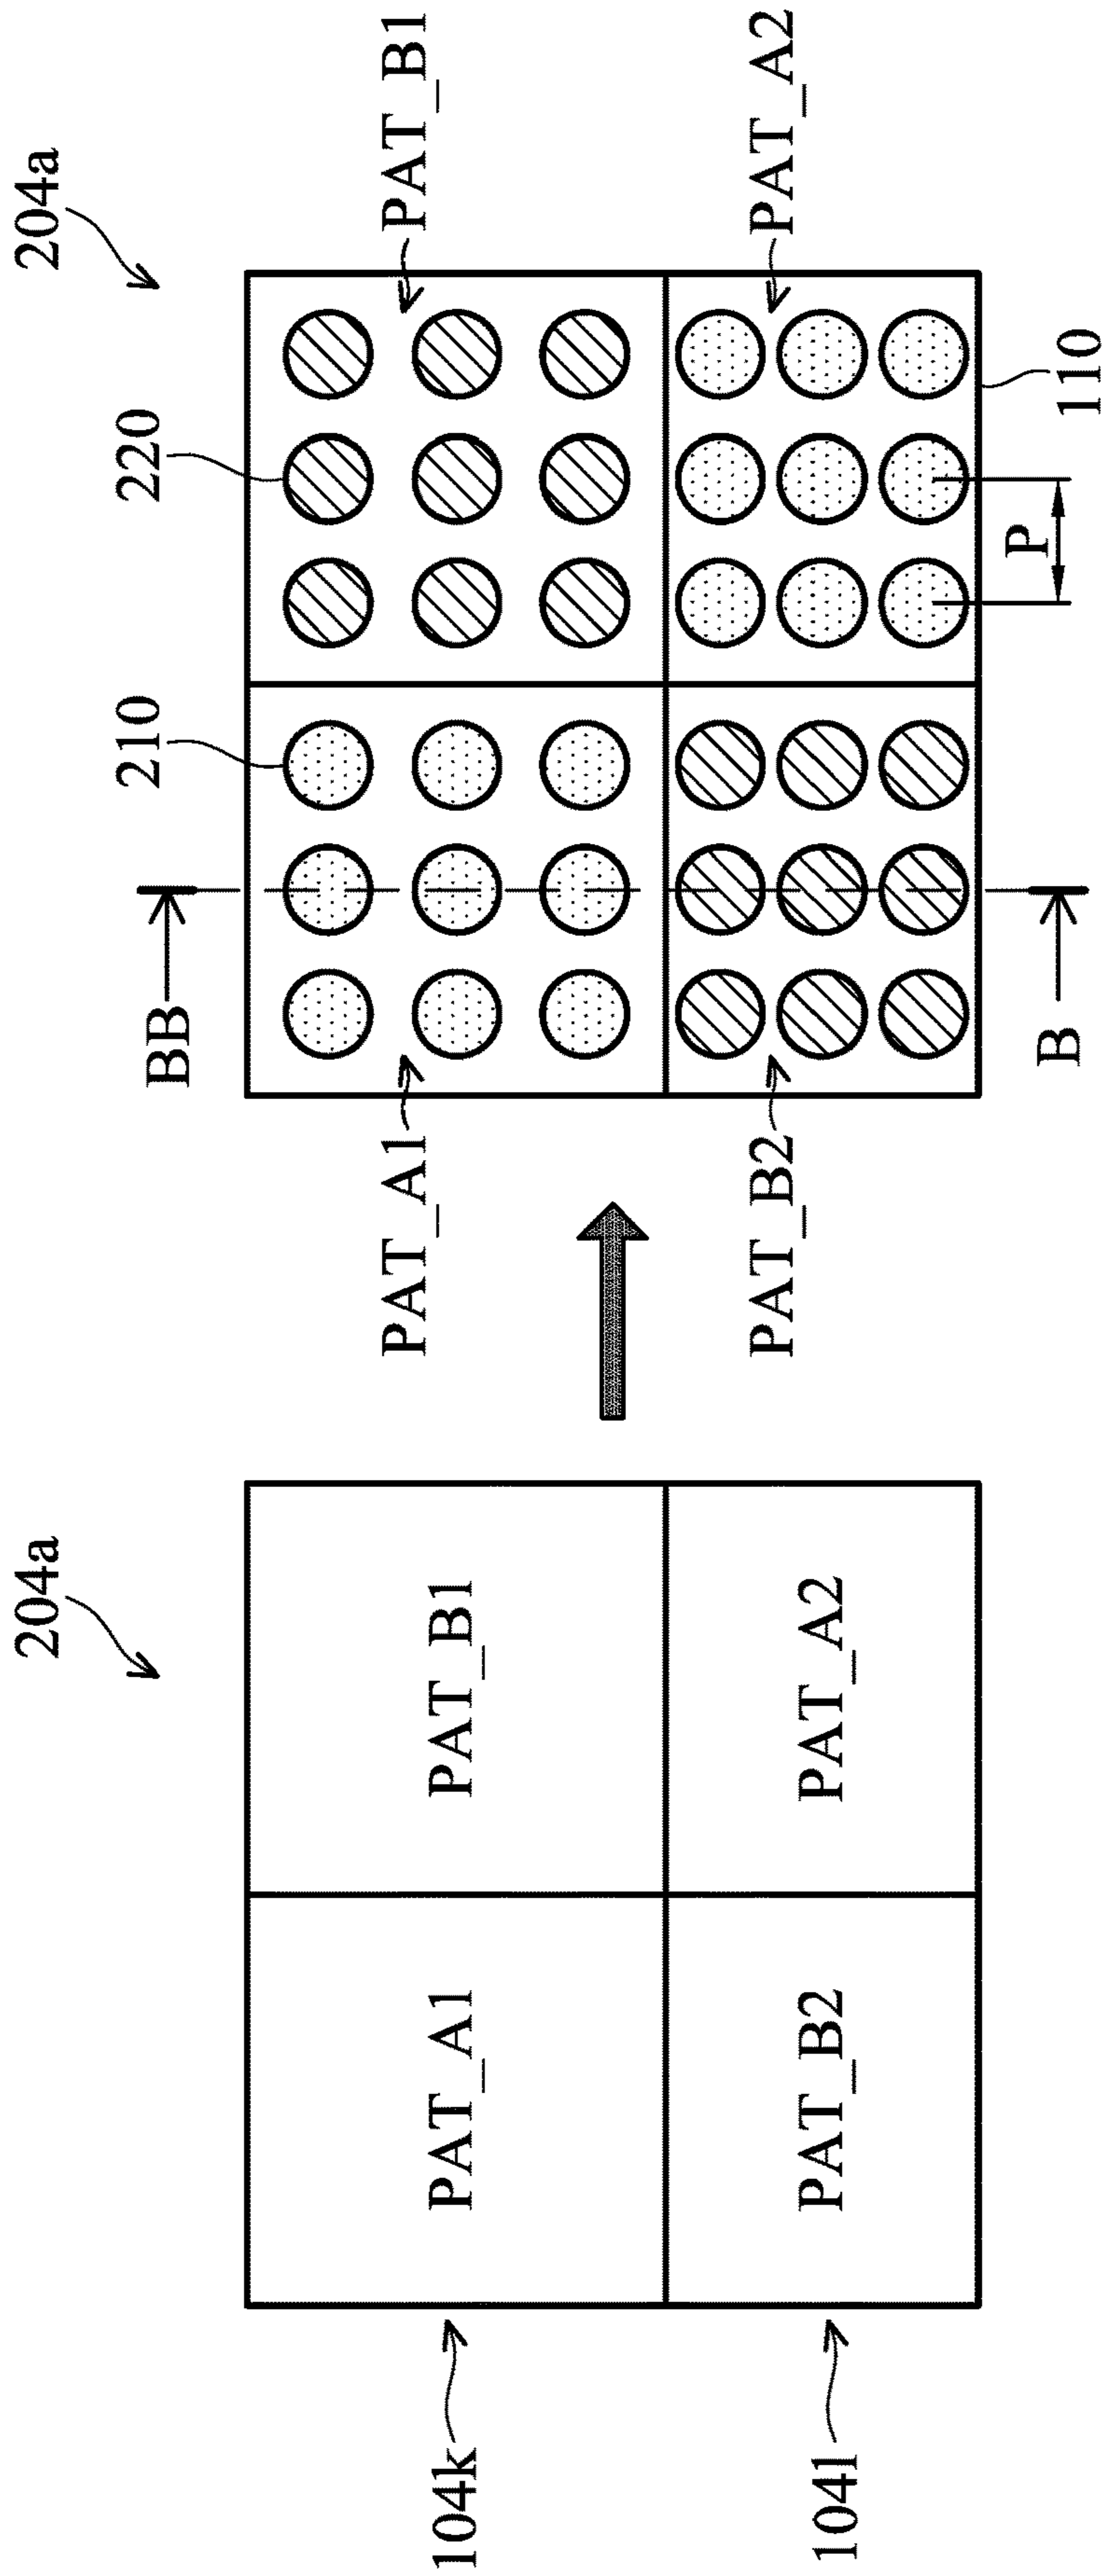 204a
204a
PAT_A1
PAT_B1
PAT_B2
PAT_A2
104k
104l
BB
210
220
PAT_A1
PAT_B1
PAT_B2
PAT_A2
B
P
110